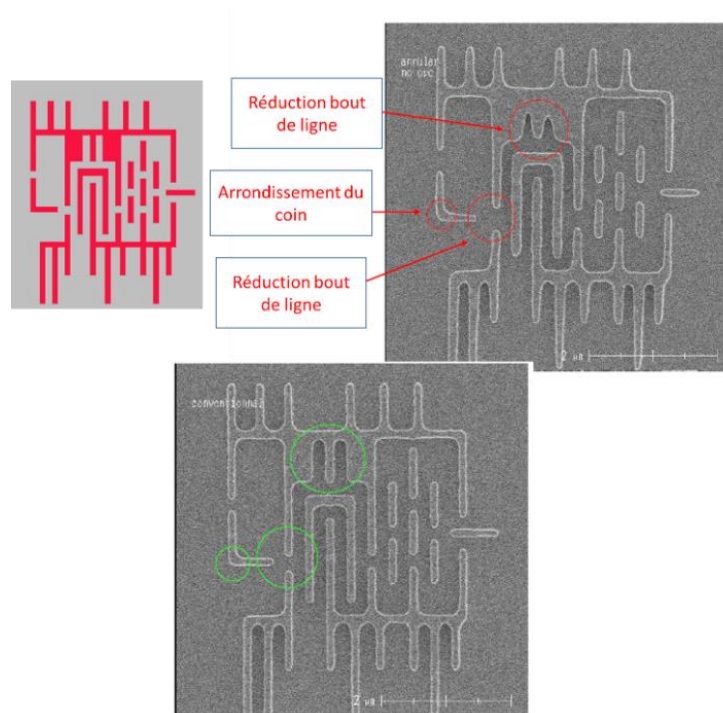 annular
no opc
Réduction bout
de ligne
Arrondissement du
coin
Réduction bout
de ligne
2 µm
conventionnal
2 µm